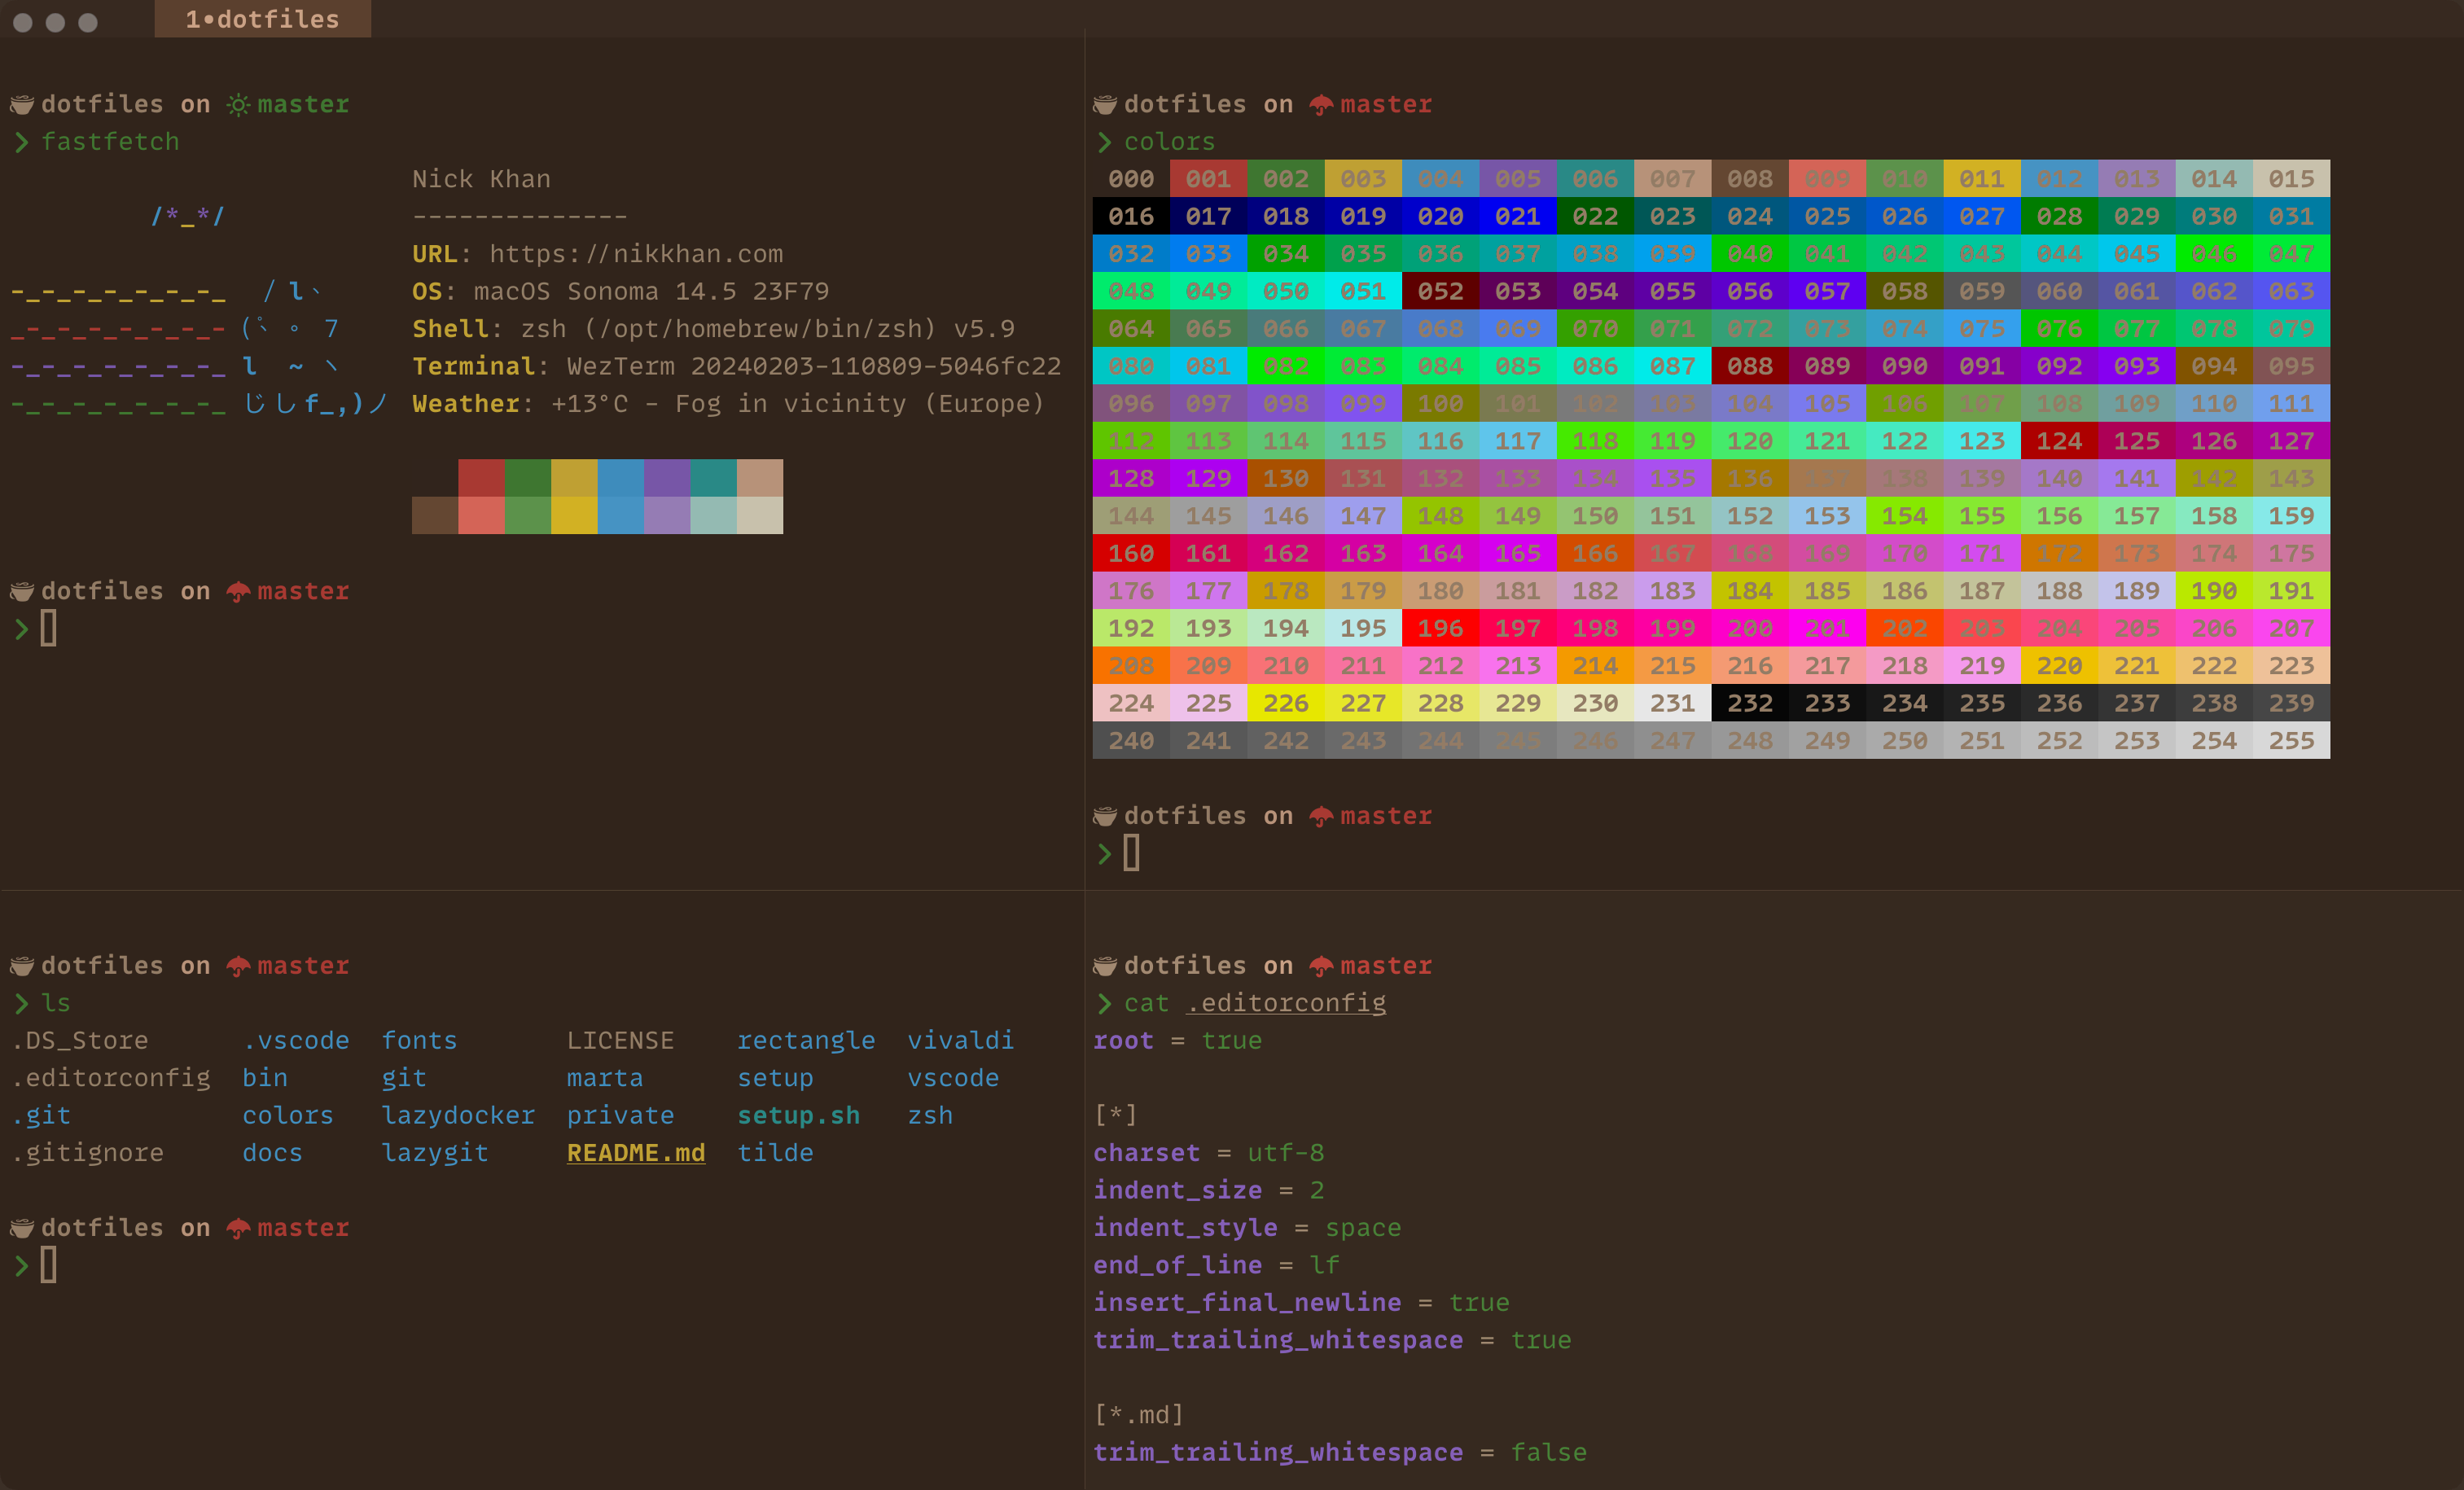 1•dotfiles
dotfiles on master
❯ fastfetch
Nick Khan
/*_*/ --------------
URL: https://nikkhan.com
-_-_-_-_-_-_-_ / l、 OS: macOS Sonoma 14.5 23F79
_-_-_-_-_-_-_- (゚、 。 7 Shell: zsh (/opt/homebrew/bin/zsh) v5.9
-_-_-_-_-_-_-_ l ~ ヽ Terminal: WezTerm 20240203-110809-5046fc22
-_-_-_-_-_-_-_ じしf_,)ノ Weather: +13°C - Fog in vicinity (Europe)
dotfiles on master
❯
dotfiles on master
❯ colors
000 001 002 003 004 005 006 007 008 009 010 011 012 013 014 015
016 017 018 019 020 021 022 023 024 025 026 027 028 029 030 031
032 033 034 035 036 037 038 039 040 041 042 043 044 045 046 047
048 049 050 051 052 053 054 055 056 057 058 059 060 061 062 063
064 065 066 067 068 069 070 071 072 073 074 075 076 077 078 079
080 081 082 083 084 085 086 087 088 089 090 091 092 093 094 095
096 097 098 099 100 101 102 103 104 105 106 107 108 109 110 111
112 113 114 115 116 117 118 119 120 121 122 123 124 125 126 127
128 129 130 131 132 133 134 135 136 137 138 139 140 141 142 143
144 145 146 147 148 149 150 151 152 153 154 155 156 157 158 159
160 161 162 163 164 165 166 167 168 169 170 171 172 173 174 175
176 177 178 179 180 181 182 183 184 185 186 187 188 189 190 191
192 193 194 195 196 197 198 199 200 201 202 203 204 205 206 207
208 209 210 211 212 213 214 215 216 217 218 219 220 221 222 223
224 225 226 227 228 229 230 231 232 233 234 235 236 237 238 239
240 241 242 243 244 245 246 247 248 249 250 251 252 253 254 255
dotfiles on master
❯
dotfiles on master
❯ ls
.DS_Store .vscode fonts LICENSE rectangle vivaldi
.editorconfig bin git marta setup vscode
.git colors lazydocker private setup.sh zsh
.gitignore docs lazygit README.md tilde
dotfiles on master
❯
dotfiles on master
❯ cat .editorconfig
root = true
[*]
charset = utf-8
indent_size = 2
indent_style = space
end_of_line = lf
insert_final_newline = true
trim_trailing_whitespace = true
[*.md]
trim_trailing_whitespace = false